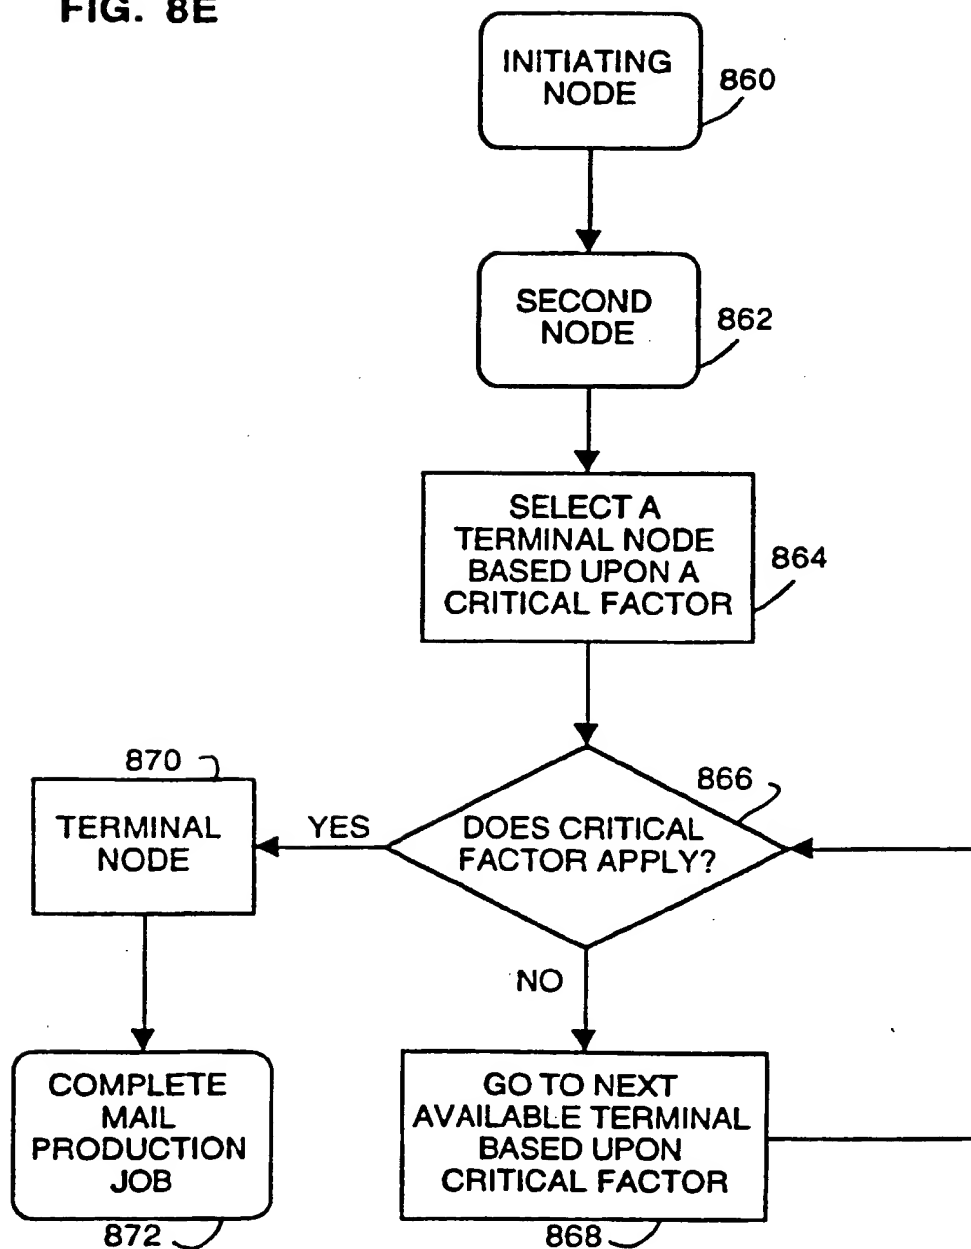 FIG. 8E
INITIATING
NODE
860
SECOND
NODE
862
SELECT A
TERMINAL NODE
BASED UPON A
CRITICAL FACTOR
864
870
866
TERMINAL
NODE
YES
DOES CRITICAL
FACTOR APPLY?
NO
COMPLETE
MAIL
PRODUCTION
JOB
872
GO TO NEXT
AVAILABLE TERMINAL
BASED UPON
CRITICAL FACTOR
868